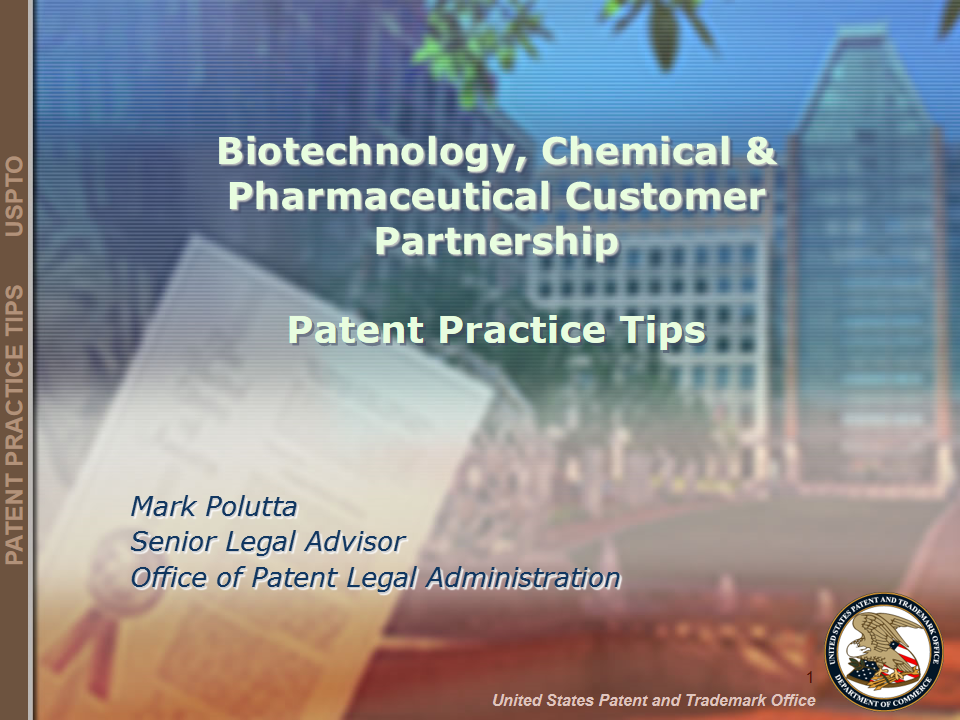 Biotechnology, Chemical &
Pharmaceutical Customer
Partnership
Patent Practice Tips
Mark Polutta
Senior Legal Advisor
Office of Patent Legal Administration
PATENT PRACTICE TIPS USPTO
1
United States Patent and Trademark Office
UNITED STATES PATENT AND TRADEMARK OFFICE
DEPARTMENT OF COMMERCE